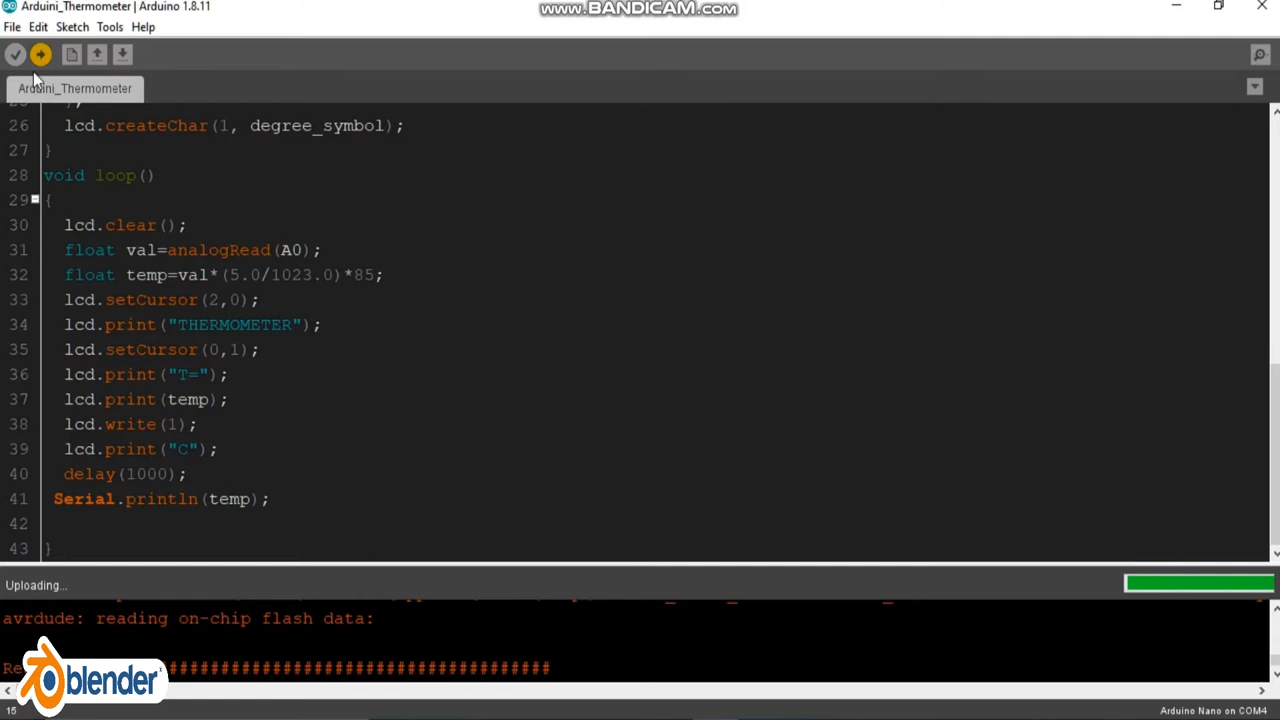 Arduini_Thermometer | Arduino 1.8.11
www.BANDICAM.com
File Edit Sketch Tools Help
Arduini_Thermometer
26 lcd.createChar(1, degree_symbol);
27 }
28 void loop()
29 {
30 lcd.clear();
31 float val=analogRead(A0);
32 float temp=val*(5.0/1023.0)*85;
33 lcd.setCursor(2,0);
34 lcd.print("THERMOMETER");
35 lcd.setCursor(0,1);
36 lcd.print("T=");
37 lcd.print(temp);
38 lcd.write(1);
39 lcd.print("C");
40 delay(1000);
41 Serial.println(temp);
42
43 }
Uploading...
avrdude: reading on-chip flash data:
#####################################
blender
15
Arduino Nano on COM4